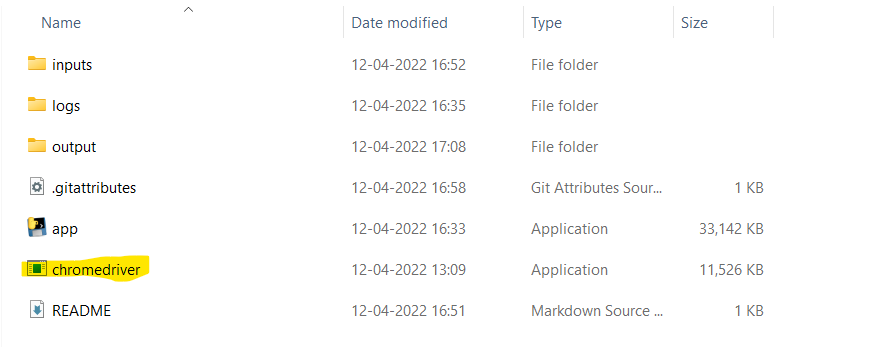 Name Date modified Type Size
inputs 12-04-2022 16:52 File folder
logs 12-04-2022 16:35 File folder
output 12-04-2022 17:08 File folder
.gitattributes 12-04-2022 16:58 Git Attributes Sour... 1 KB
app 12-04-2022 16:33 Application 33,142 KB
chromedriver 12-04-2022 13:09 Application 11,526 KB
README 12-04-2022 16:51 Markdown Source ... 1 KB